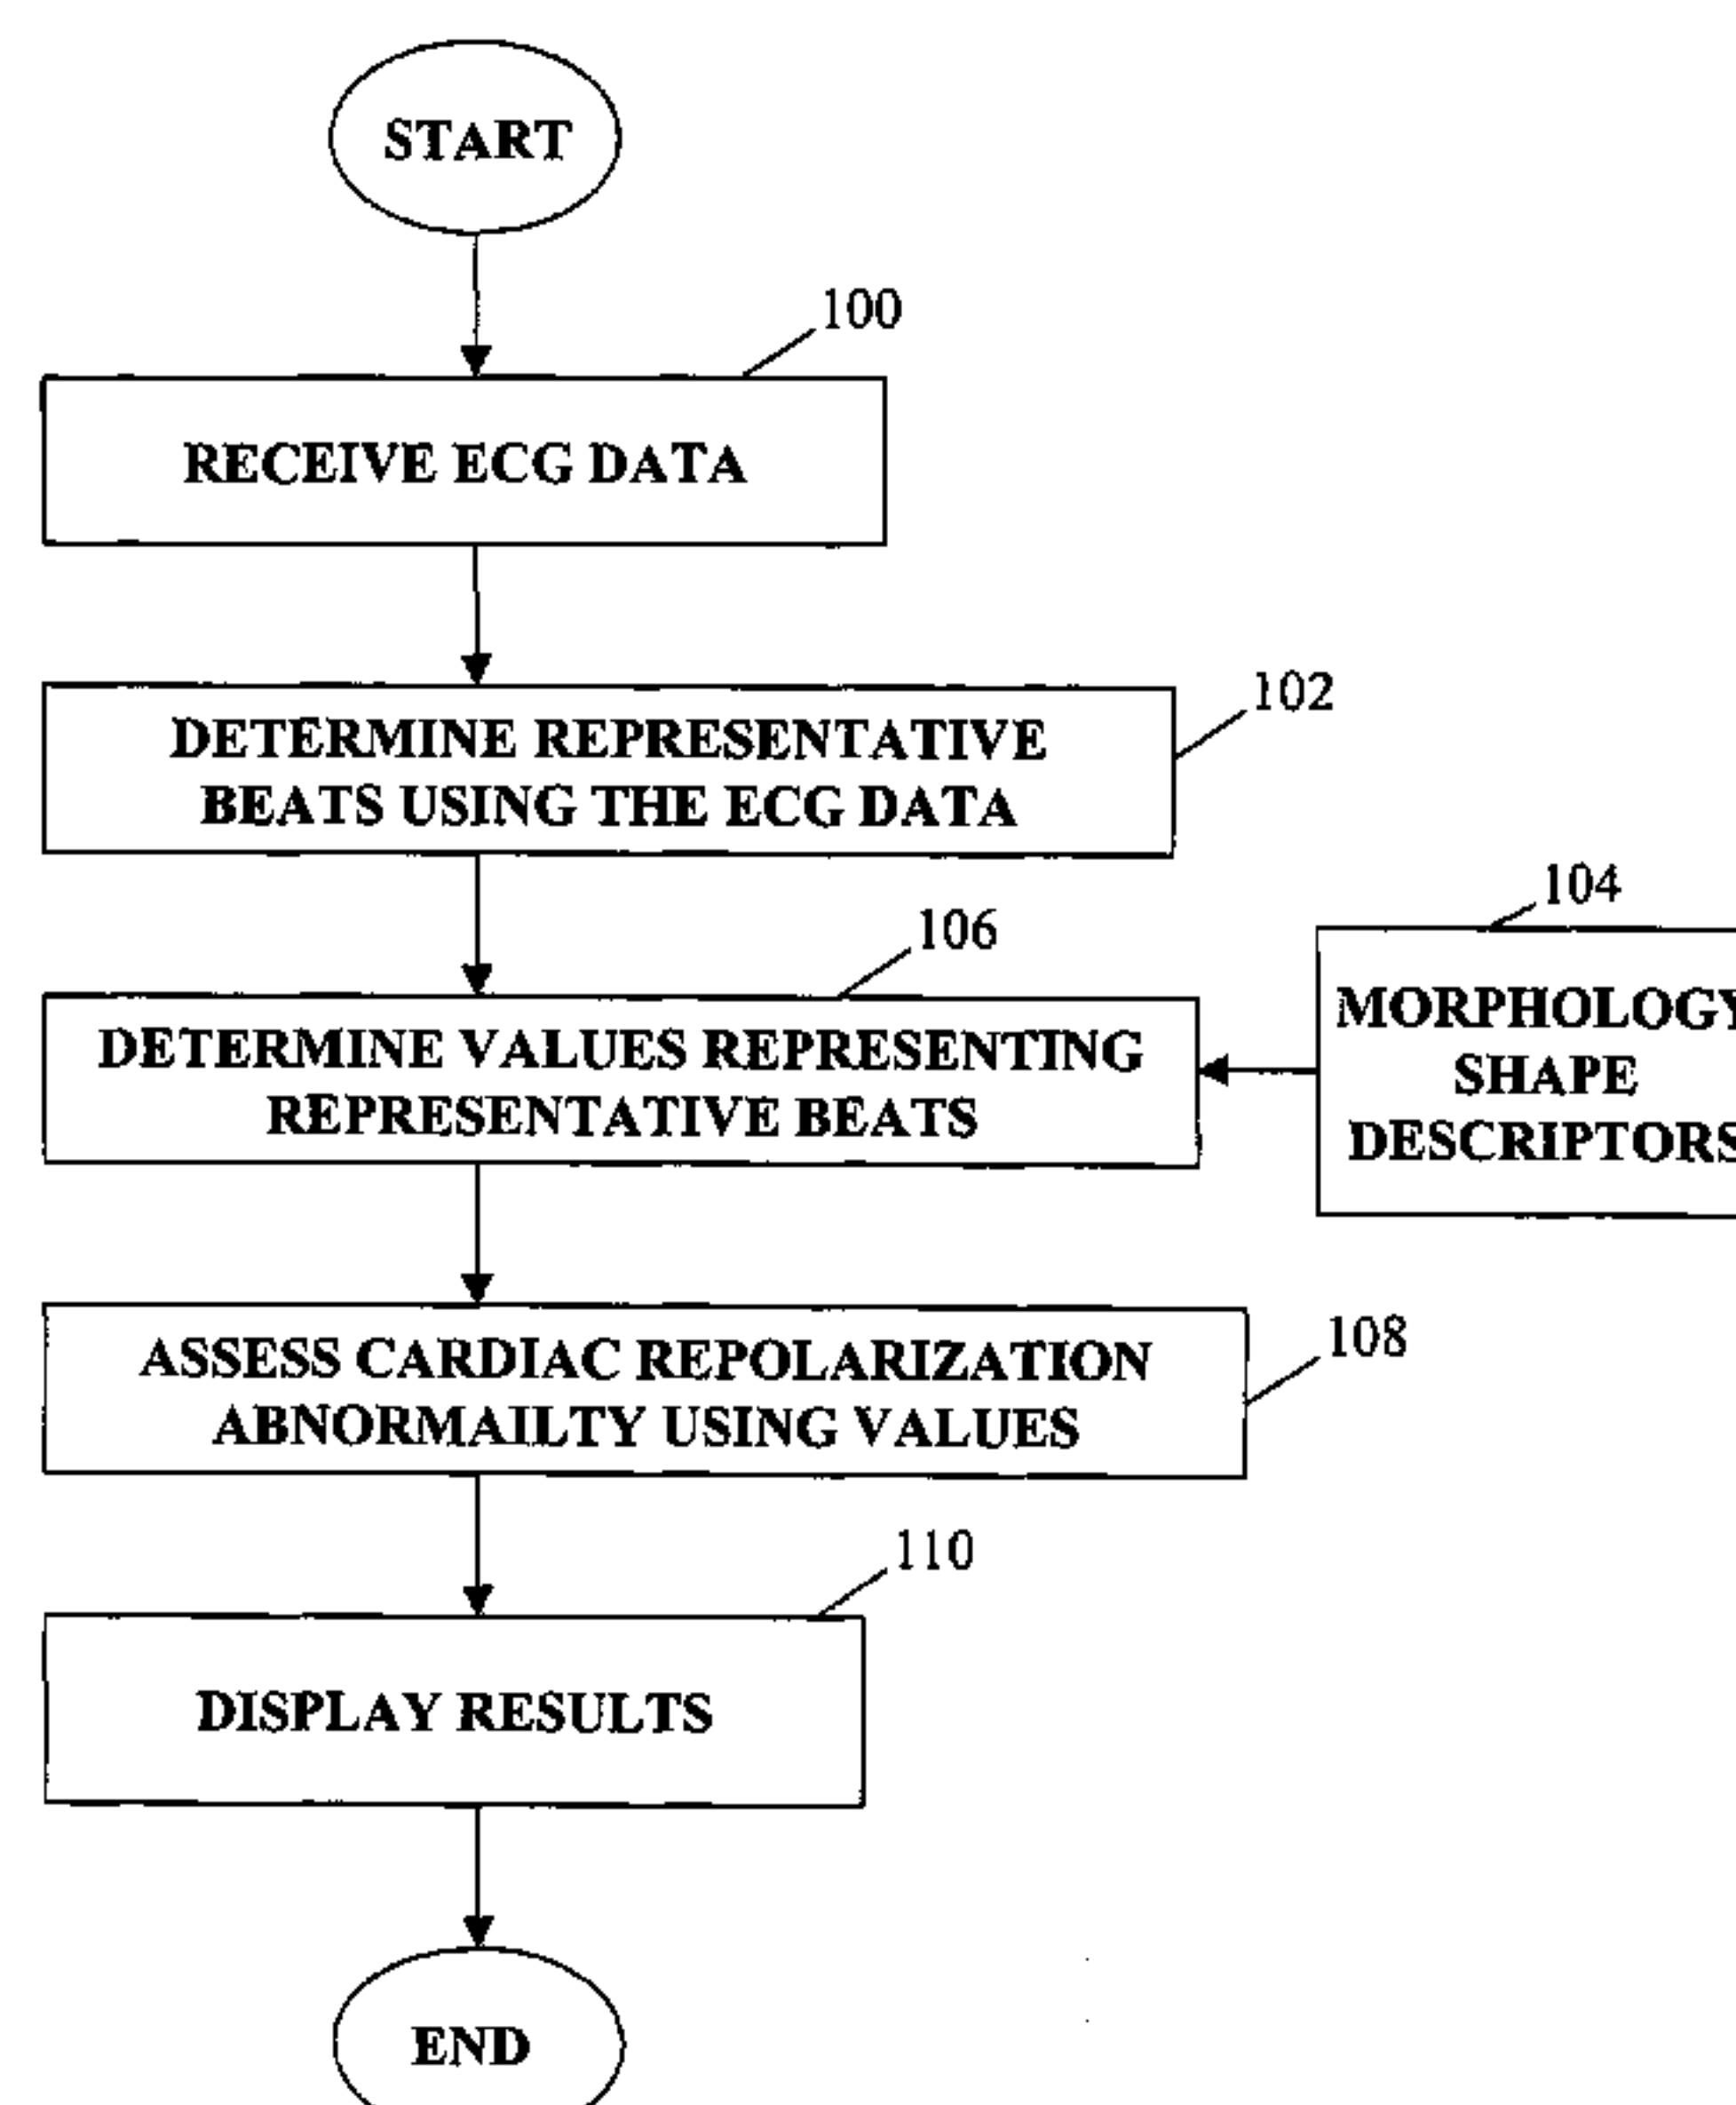 START
100
RECEIVE ECG DATA
102
DETERMINE REPRESENTATIVE
BEATS USING THE ECG DATA
104
106
MORPHOLOGY
SHAPE
DESCRIPTORS
DETERMINE VALUES REPRESENTING
REPRESENTATIVE BEATS
108
ASSESS CARDIAC REPOLARIZATION
ABNORMAILTY USING VALUES
110
DISPLAY RESULTS
END